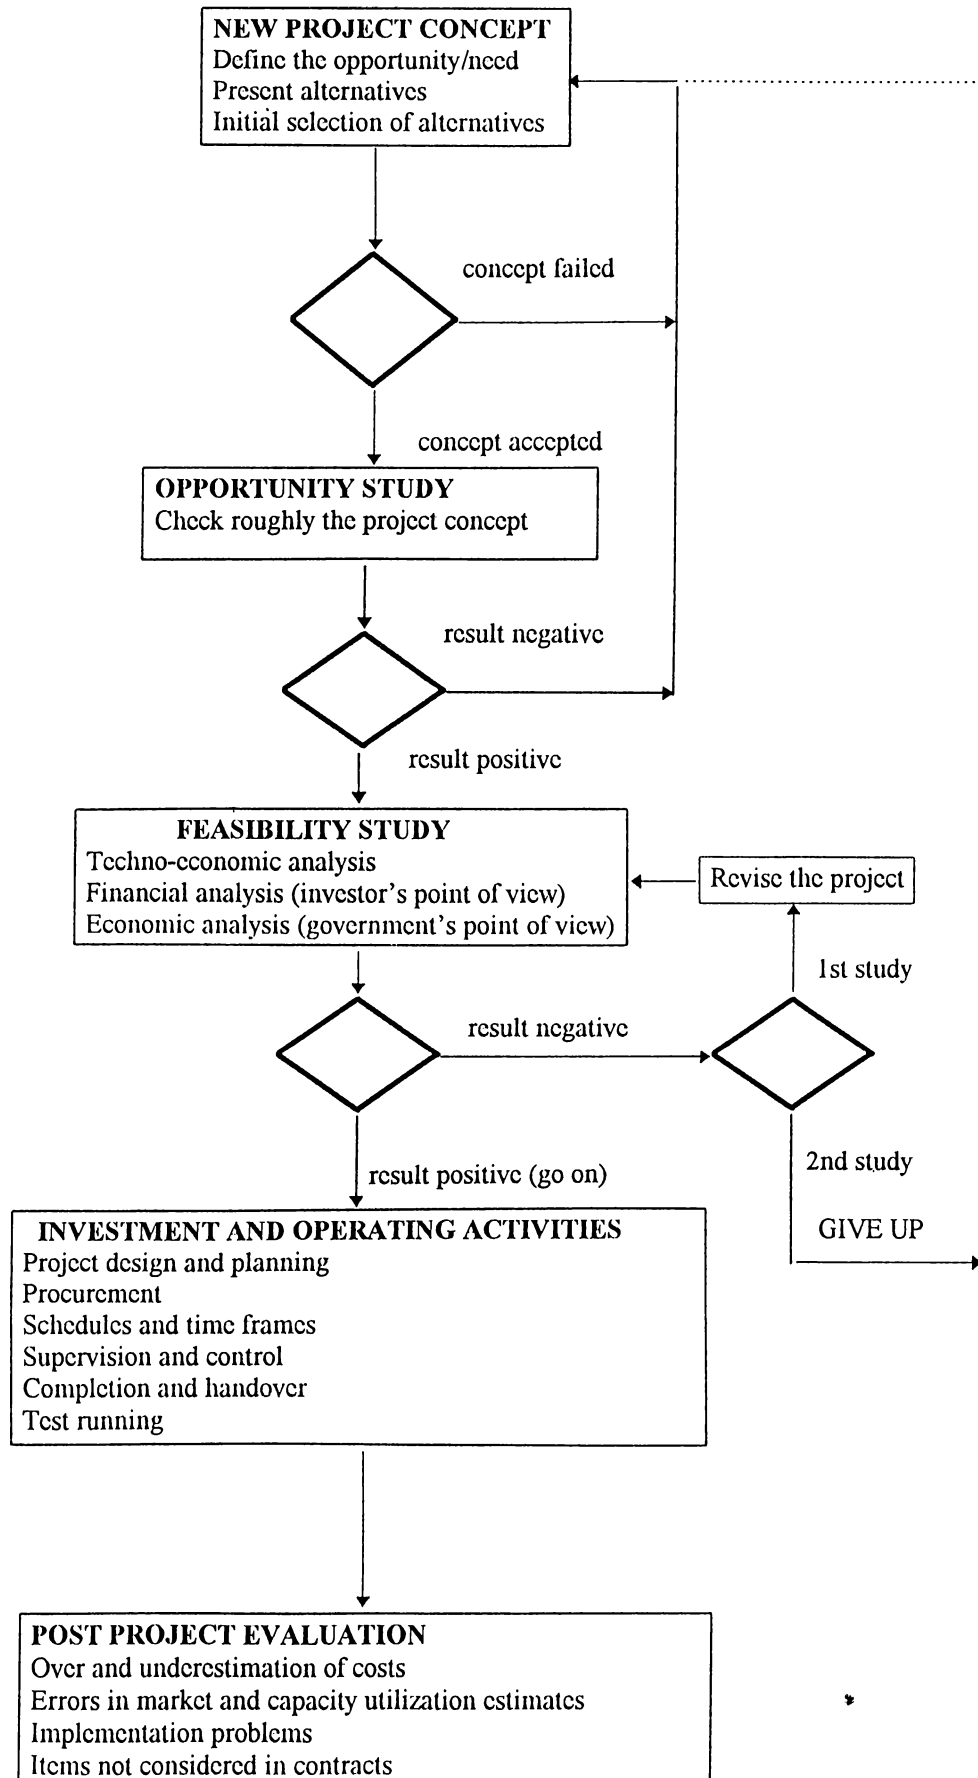 NEW PROJECT CONCEPT
Define the opportunity/need
Present alternatives
Initial selection of alternatives
concept failed
concept accepted
OPPORTUNITY STUDY
Check roughly the project concept
result negative
result positive
FEASIBILITY STUDY
Techno-economic analysis
Financial analysis (investor's point of view)
Economic analysis (government's point of view)
Revise the project
1st study
result negative
2nd study
result positive (go on)
GIVE UP
INVESTMENT AND OPERATING ACTIVITIES
Project design and planning
Procurement
Schedules and time frames
Supervision and control
Completion and handover
Test running
POST PROJECT EVALUATION
Over and underestimation of costs
Errors in market and capacity utilization estimates
Implementation problems
Items not considered in contracts